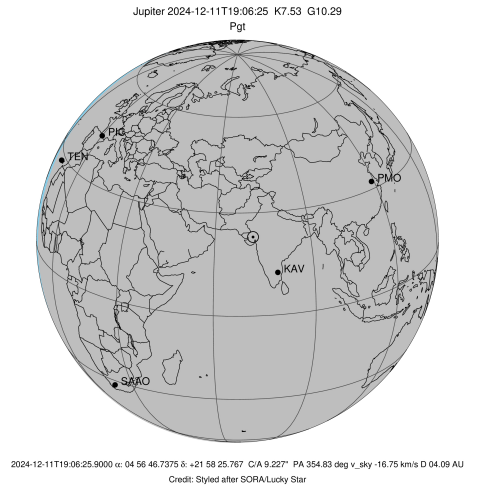 Jupiter 2024-12-11T19:06:25  K7.53  G10.29
Pgt
PIC
TEN
PMO
KAV
SAAO
2024-12-11T19:06:25.9000 α: 04 56 46.7375 δ: +21 58 25.767  C/A 9.227"  PA 354.83 deg v_sky -16.75 km/s D 04.09 AU
Credit: Styled after SORA/Lucky Star